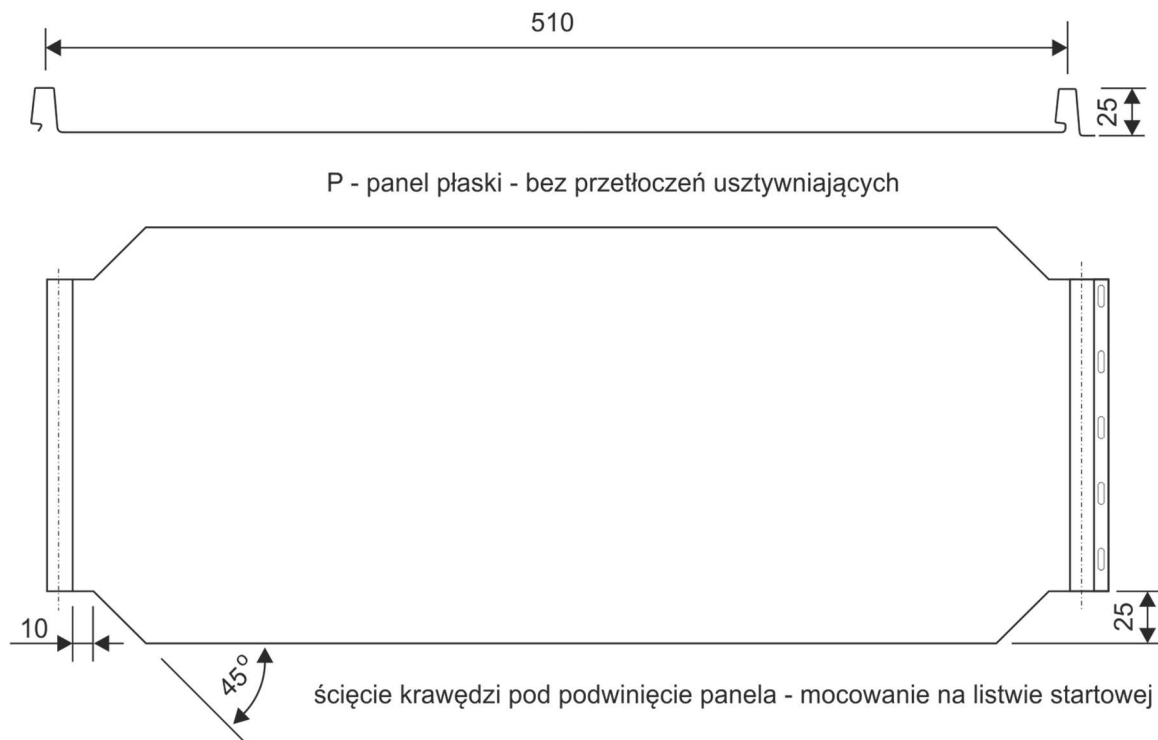 510
25
P - panel płaski - bez przetłoczeń usztywniających
10
25
45°
ścięcie krawędzi pod podwinięcie panela - mocowanie na listwie startowej